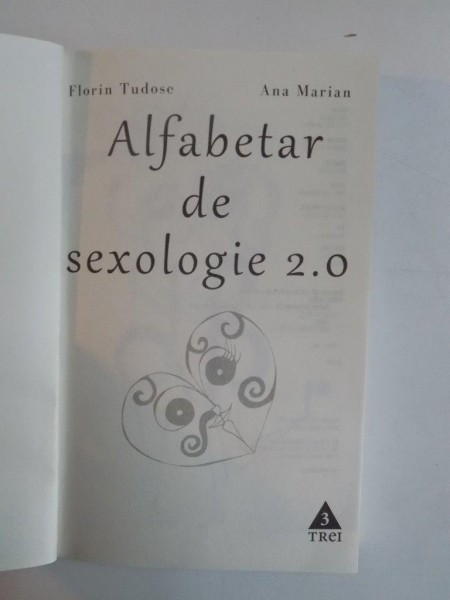 Florin Tudose Ana Marian
Alfabetar
de
sexologie 2.0
3
TREI